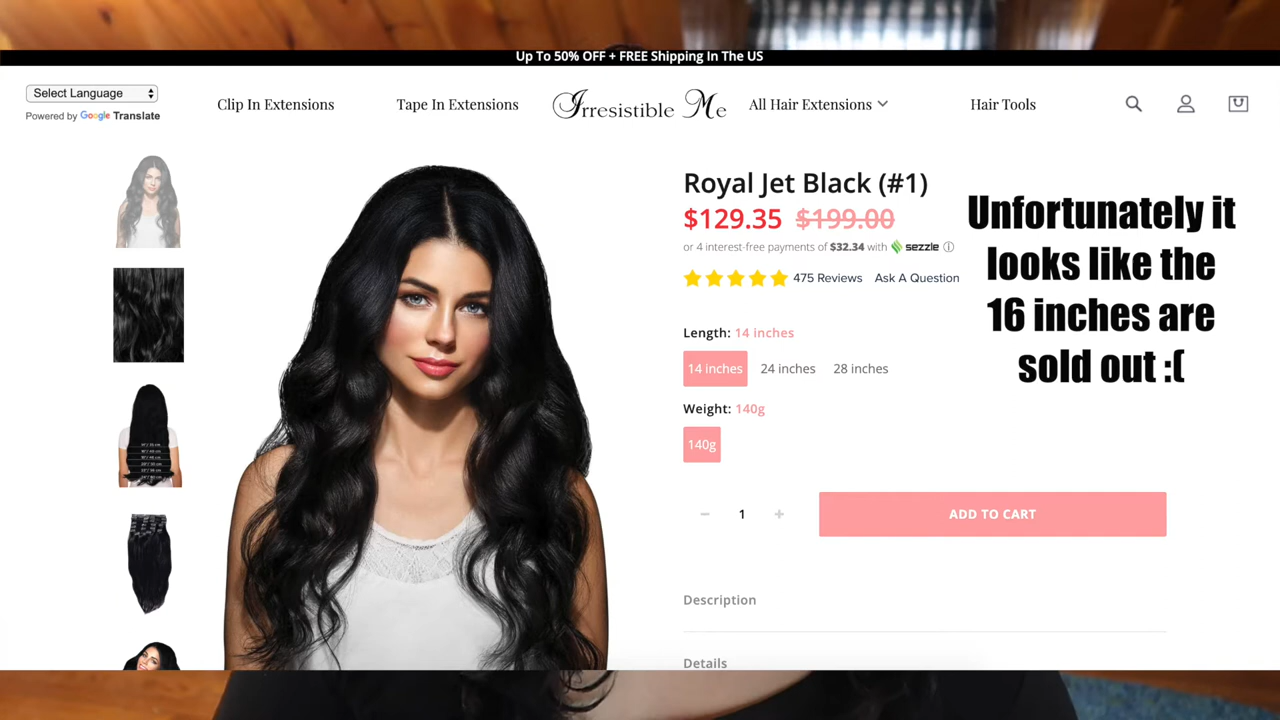 Up To 50% OFF + FREE Shipping In The US
Select Language
Powered by Google Translate
Clip In Extensions
Tape In Extensions
Irresistible Me
All Hair Extensions
Hair Tools
Royal Jet Black (#1)
$129.35 $199.00
or 4 interest-free payments of $32.34 with sezzle
475 Reviews Ask A Question
Length: 14 inches
14 inches 24 inches 28 inches
Weight: 140g
140g
− 1 +
ADD TO CART
Description
Details
Unfortunately it
looks like the
16 inches are
sold out :(